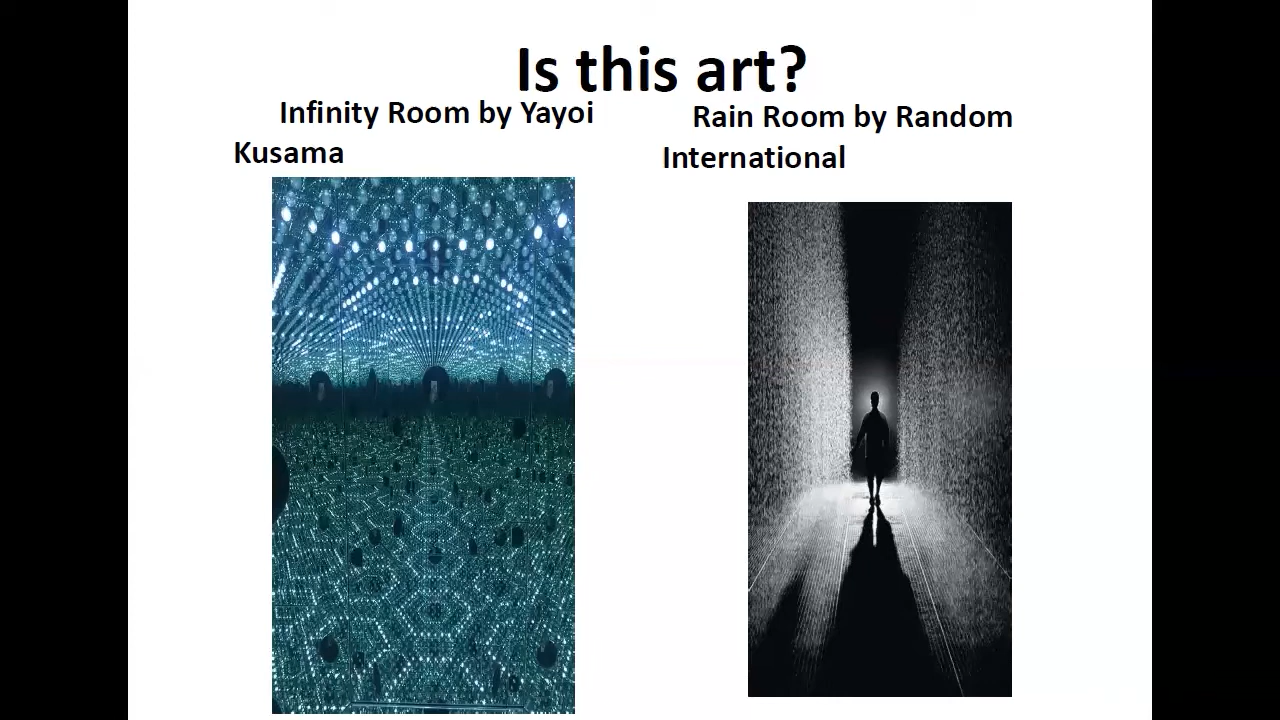 Is this art?
Infinity Room by Yayoi
Kusama
Rain Room by Random
International